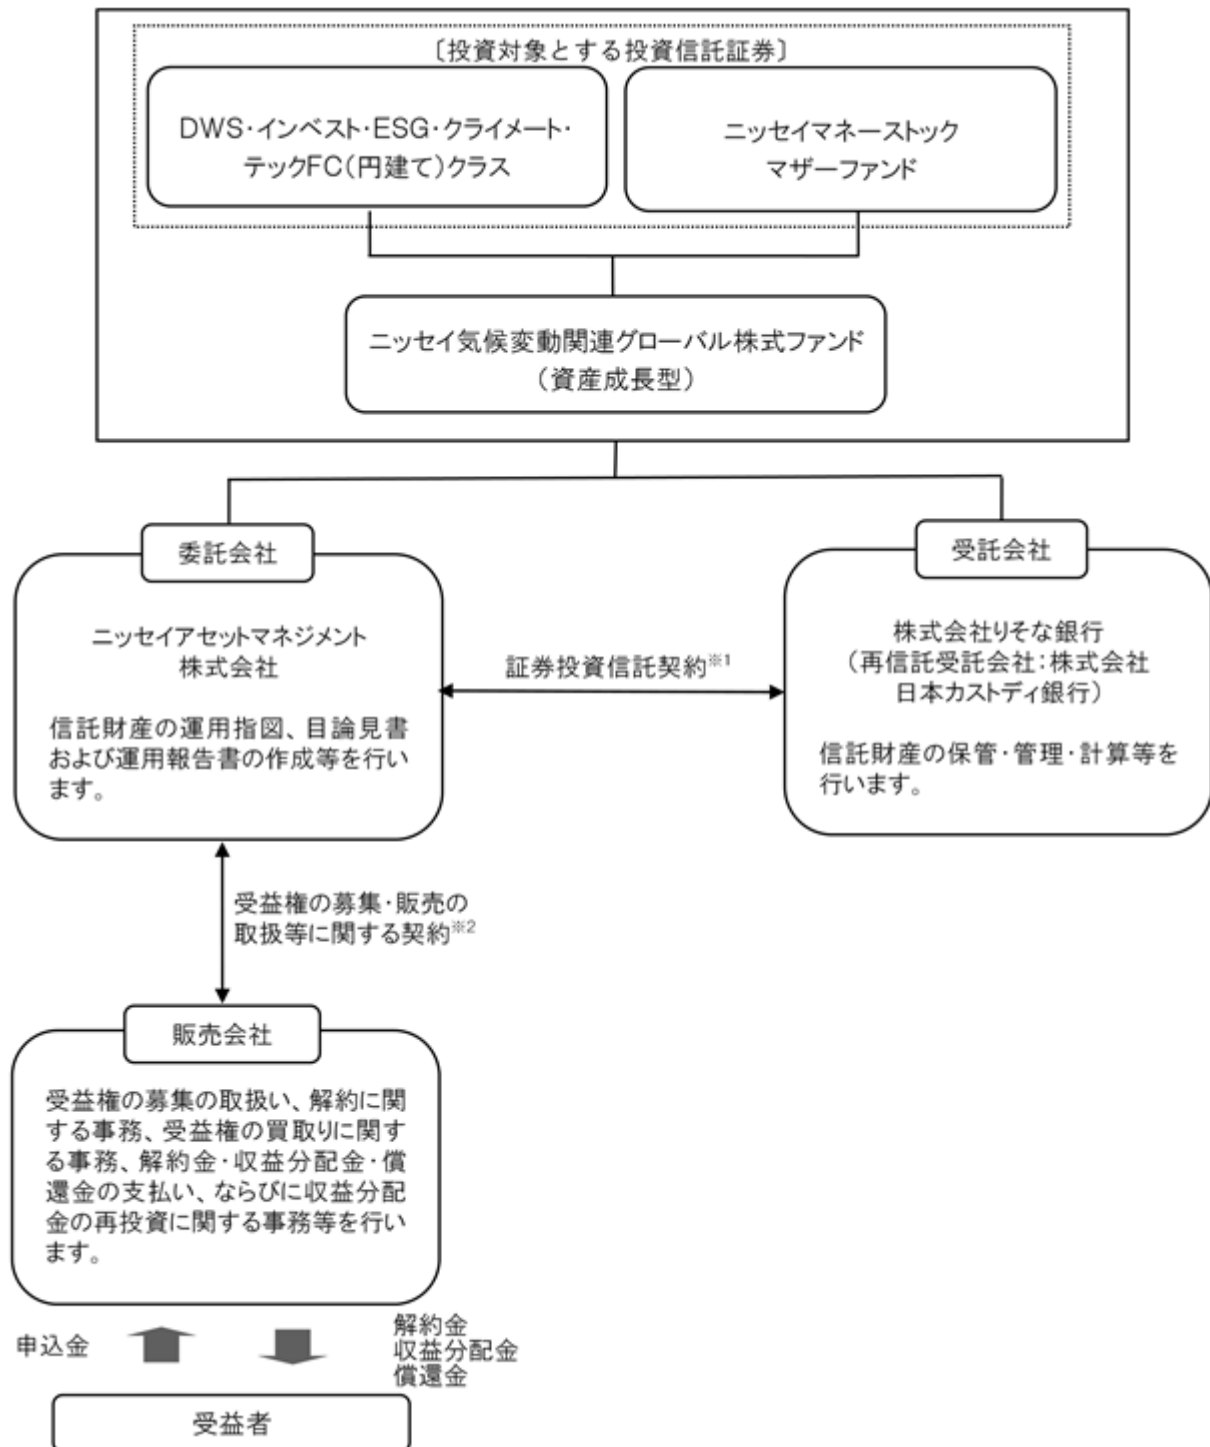 〔投資対象とする投資信託証券〕
DWS・インベスト・ESG・クライメート・
テックFC(円建て)クラス
ニッセイマネーストック
マザーファンド
ニッセイ気候変動関連グローバル株式ファンド
(資産成長型)
委託会社
ニッセイアセットマネジメント
株式会社
信託財産の運用指図、目論見書
および運用報告書の作成等を行い
ます。
証券投資信託契約※1
受託会社
株式会社りそな銀行
(再信託受託会社:株式会社
日本カストディ銀行)
信託財産の保管・管理・計算等を
行います。
受益権の募集・販売の
取扱等に関する契約※2
販売会社
受益権の募集の取扱い、解約に関
する事務、受益権の買取りに関す
る事務、解約金・収益分配金・償
還金の支払い、ならびに収益分配
金の再投資に関する事務等を行い
ます。
申込金
解約金
収益分配金
償還金
受益者